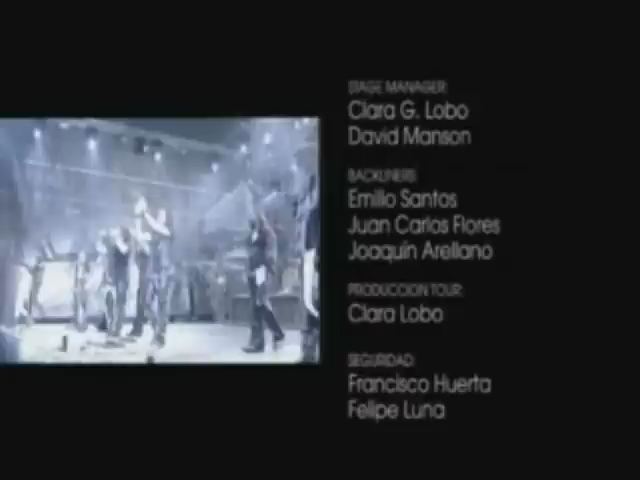 STAGE MANAGER:
Clara G. Lobo
David Manson
BACKLINERS:
Emilio Santos
Juan Carlos Flores
Joaquín Arellano
PRODUCCION TOUR:
Clara Lobo
SEGURIDAD:
Francisco Huerta
Felipe Luna